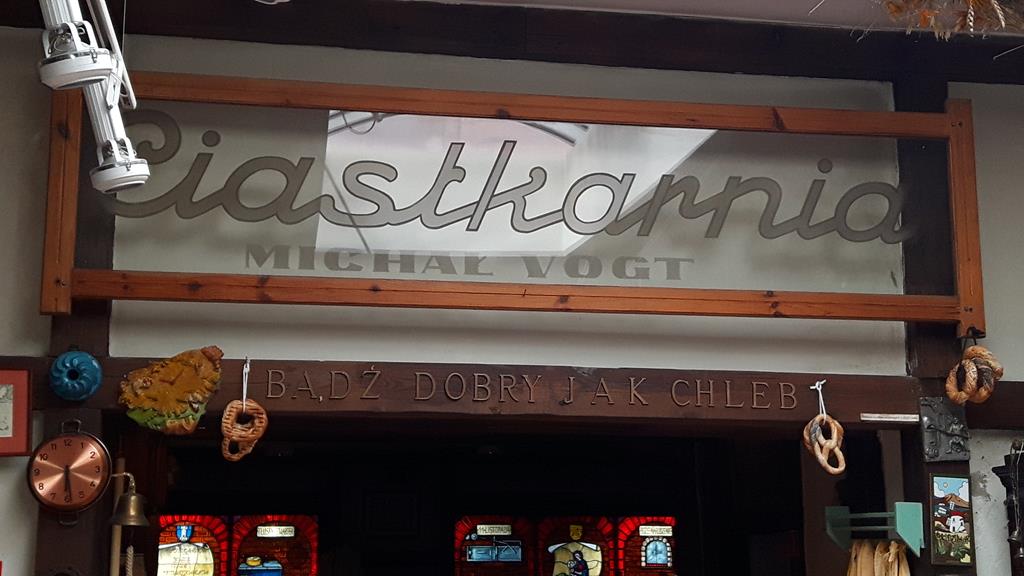 Ciastkarnia
MICHAŁ VOGT
BĄDŹ DOBRY JAK CHLEB